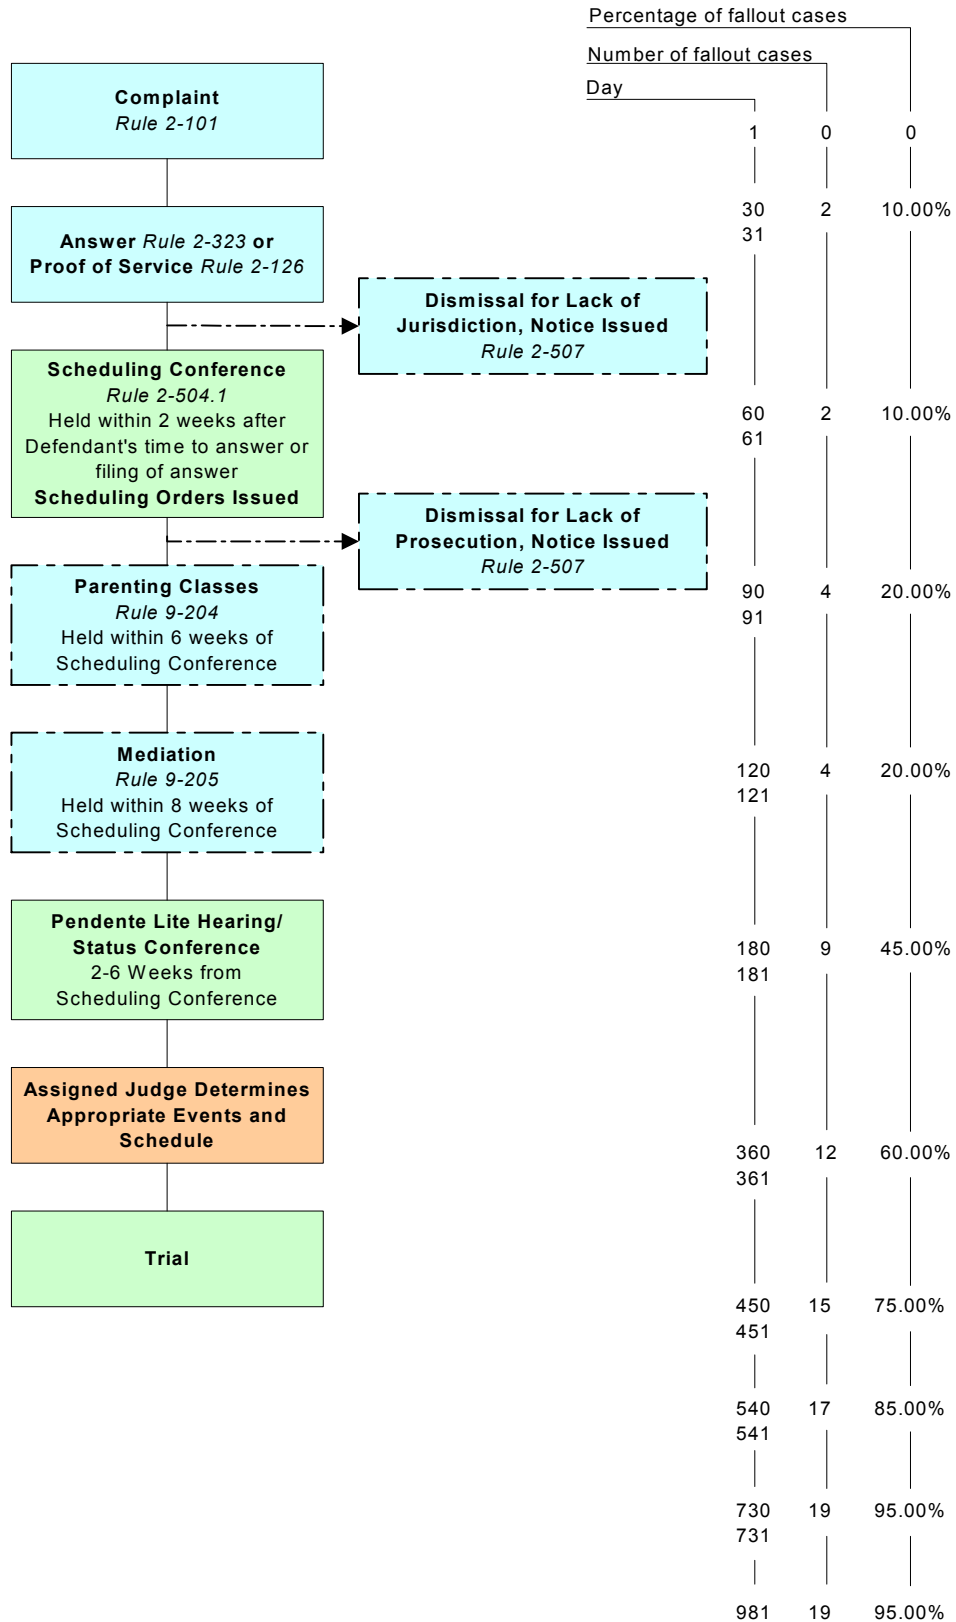 Percentage of fallout cases
Number of fallout cases
Day
1 0 0
Complaint
Rule 2-101
30 2 10.00%
31
Answer Rule 2-323 or
Proof of Service Rule 2-126
Dismissal for Lack of
Jurisdiction, Notice Issued
Rule 2-507
Scheduling Conference
Rule 2-504.1
Held within 2 weeks after
Defendant's time to answer or
filing of answer
Scheduling Orders Issued
60 2 10.00%
61
Dismissal for Lack of
Prosecution, Notice Issued
Rule 2-507
Parenting Classes
Rule 9-204
Held within 6 weeks of
Scheduling Conference
90 4 20.00%
91
Mediation
Rule 9-205
Held within 8 weeks of
Scheduling Conference
120 4 20.00%
121
Pendente Lite Hearing/
Status Conference
2-6 Weeks from
Scheduling Conference
180 9 45.00%
181
Assigned Judge Determines
Appropriate Events and
Schedule
360 12 60.00%
361
Trial
450 15 75.00%
451
540 17 85.00%
541
730 19 95.00%
731
981 19 95.00%